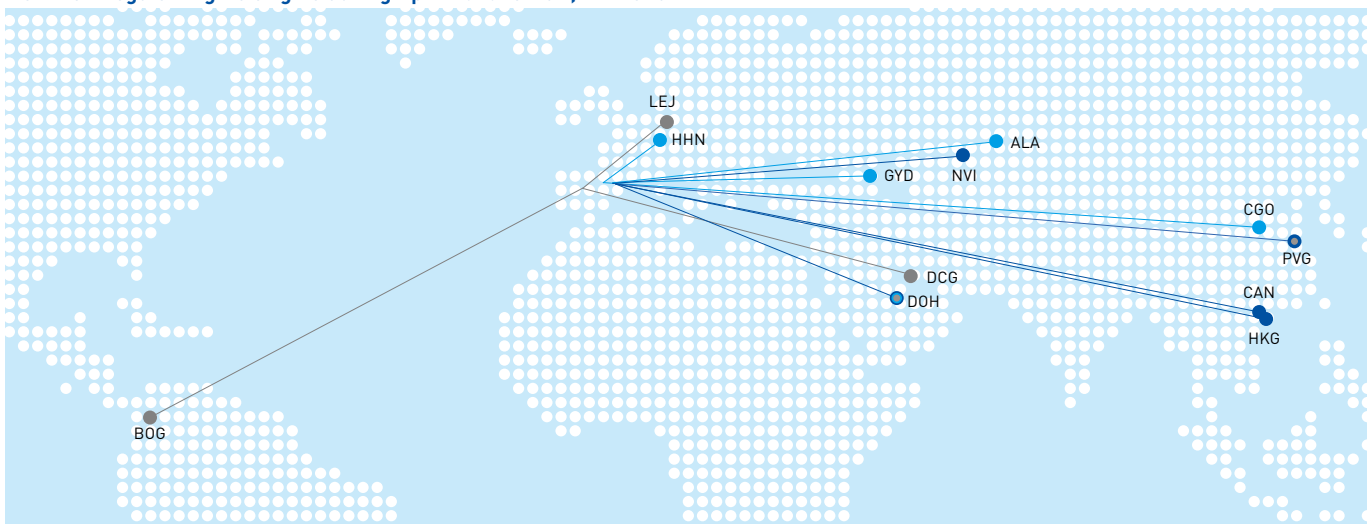 LEJ
HHN
ALA
GYD
NVI
CGO
PVG
DCG
DOH
CAN
HKG
BOG